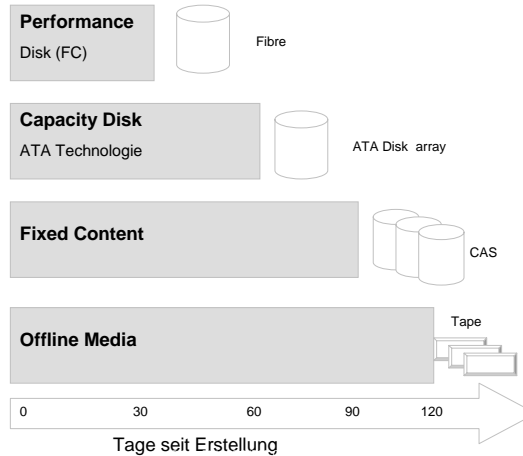 Performance
Disk (FC)
Fibre
Capacity Disk
ATA Technologie
ATA Disk array
Fixed Content
CAS
Tape
Offline Media
0 30 60 90 120
Tage seit Erstellung